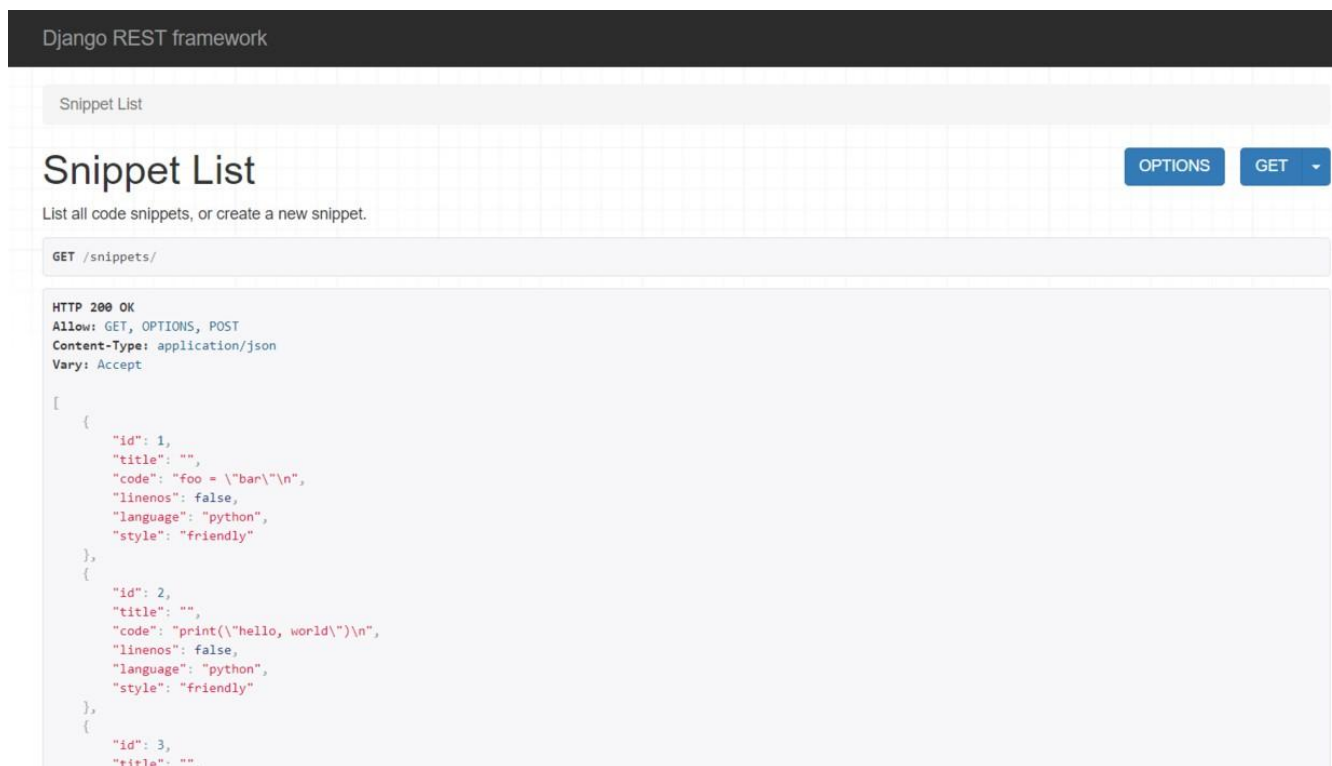 Django REST framework
Snippet List
Snippet List
OPTIONS
GET
List all code snippets, or create a new snippet.
GET /snippets/
HTTP 200 OK
Allow: GET, OPTIONS, POST
Content-Type: application/json
Vary: Accept
[
    {
        "id": 1,
        "title": "",
        "code": "foo = \"bar\"\n",
        "linenos": false,
        "language": "python",
        "style": "friendly"
    },
    {
        "id": 2,
        "title": "",
        "code": "print(\"hello, world\")\n",
        "linenos": false,
        "language": "python",
        "style": "friendly"
    },
    {
        "id": 3,
        "title": ""